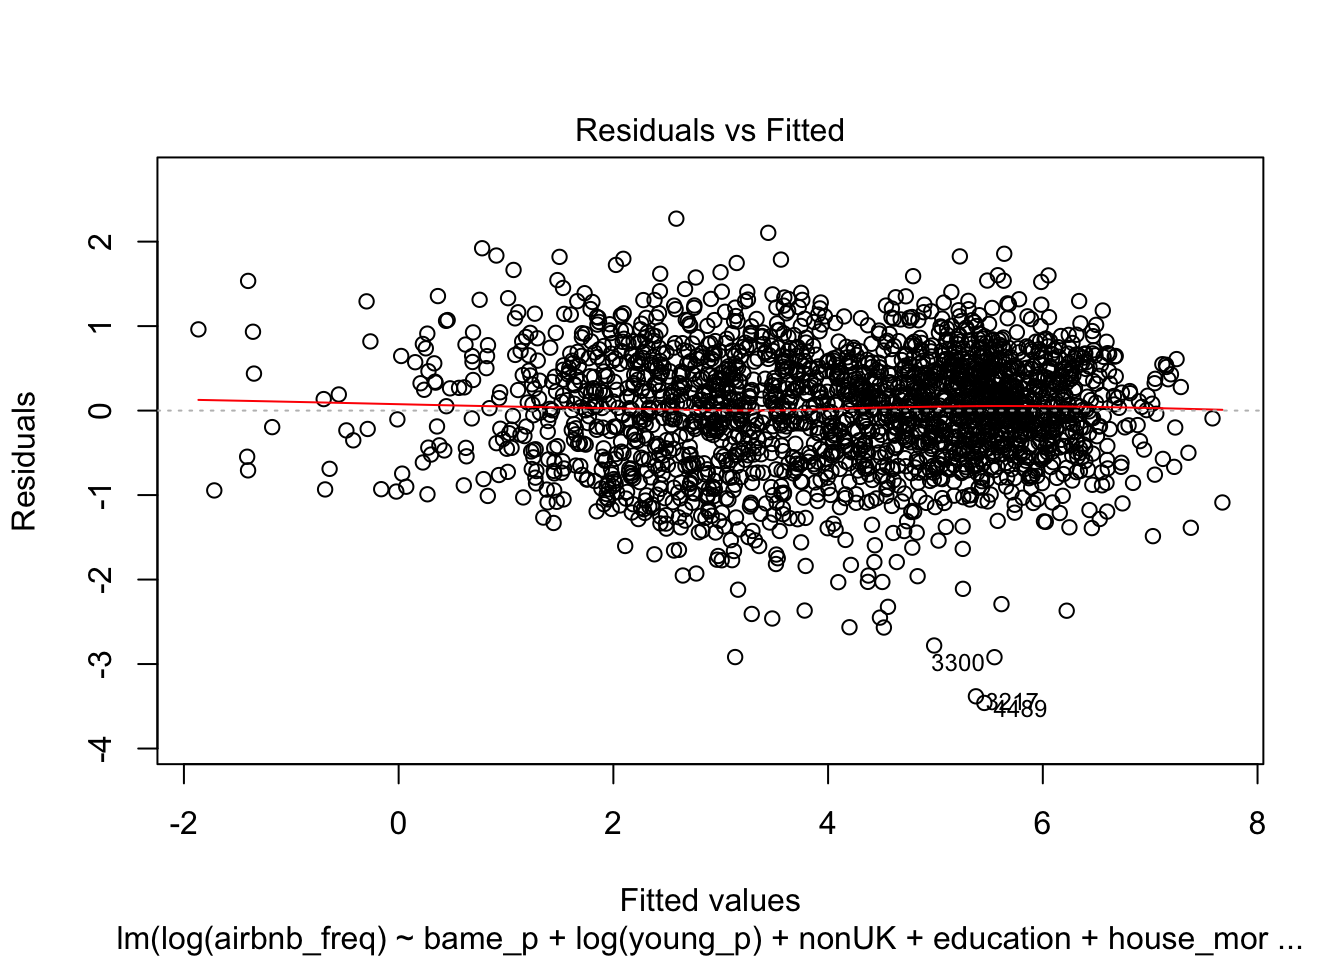 Residuals vs Fitted
Residuals
2
1
0
-1
-2
-3
-4
3300
3217
4489
-2 0 2 4 6 8
Fitted values
lm(log(airbnb_freq) ~ bame_p + log(young_p) + nonUK + education + house_mor ...